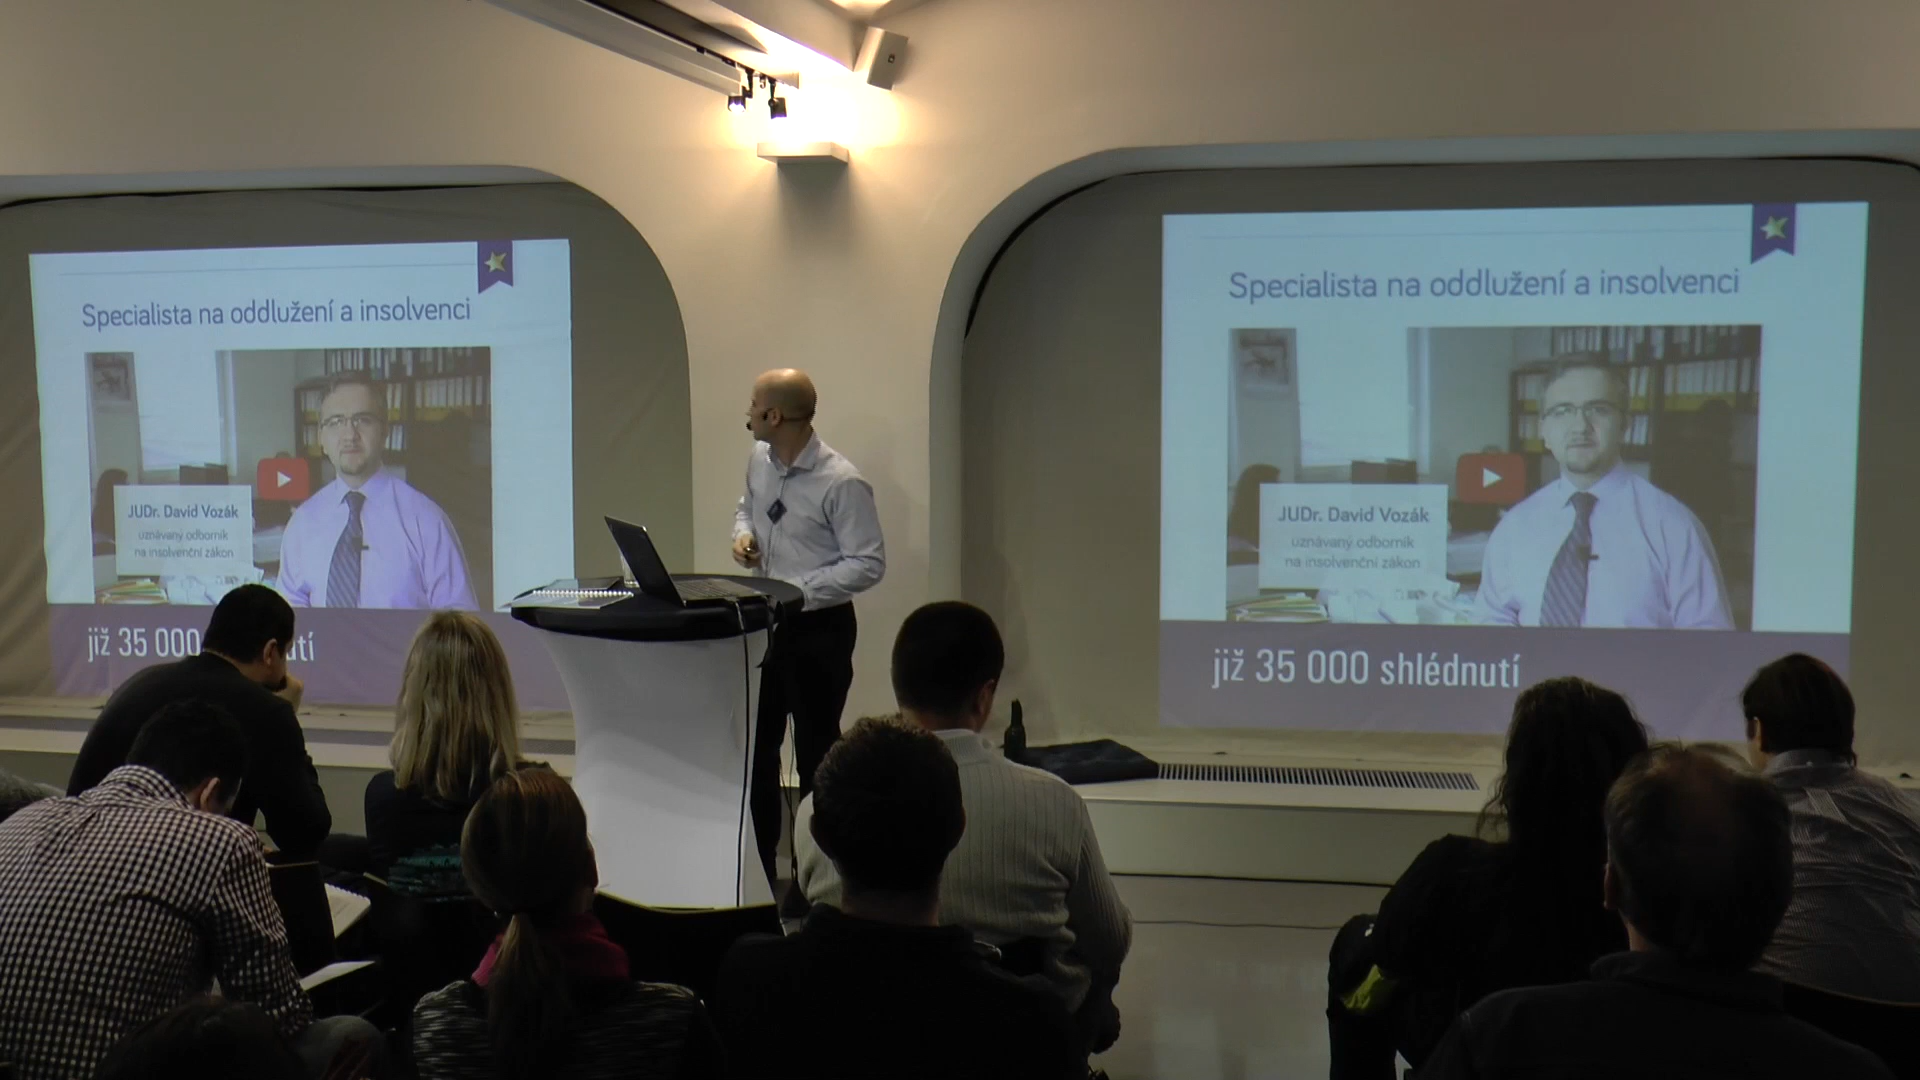 Specialista na oddlužení a insolvenci
JUDr. David Vozák
uznávaný odborník
na insolvenční zákon
již 35 000 tí
Specialista na oddlužení a insolvenci
JUDr. David Vozák
uznávaný odborník
na insolvenční zákon
již 35 000 shlédnutí